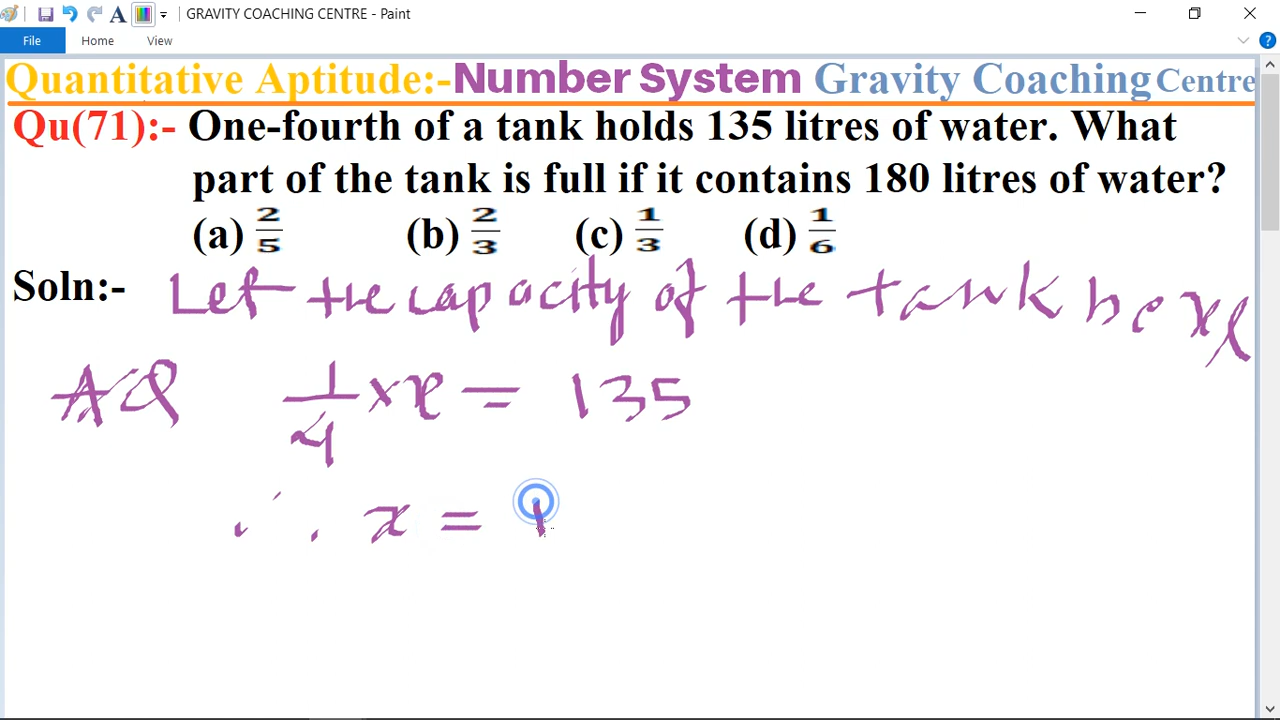 GRAVITY COACHING CENTRE - Paint
File Home View
Quantitative Aptitude:-Number System Gravity Coaching Centre
Qu(71):- One-fourth of a tank holds 135 litres of water. What
part of the tank is full if it contains 180 litres of water?
(a) 2/5 (b) 2/3 (c) 1/3 (d) 1/6
Soln:- Let the capacity of the tank be x l
AQ 1/4 × x = 135
∴ x = 1